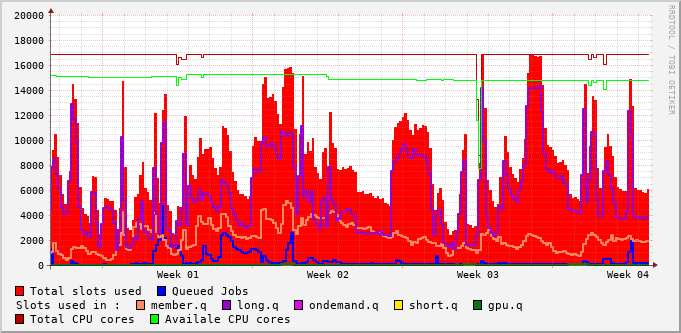 RRDTOOL / TOBI OETIKER
20000
18000
16000
14000
12000
10000
8000
6000
4000
2000
0
Week 01 Week 02 Week 03 Week 04
Total slots used Queued Jobs
Slots used in : member.q long.q ondemand.q short.q gpu.q
Total CPU cores Availale CPU cores